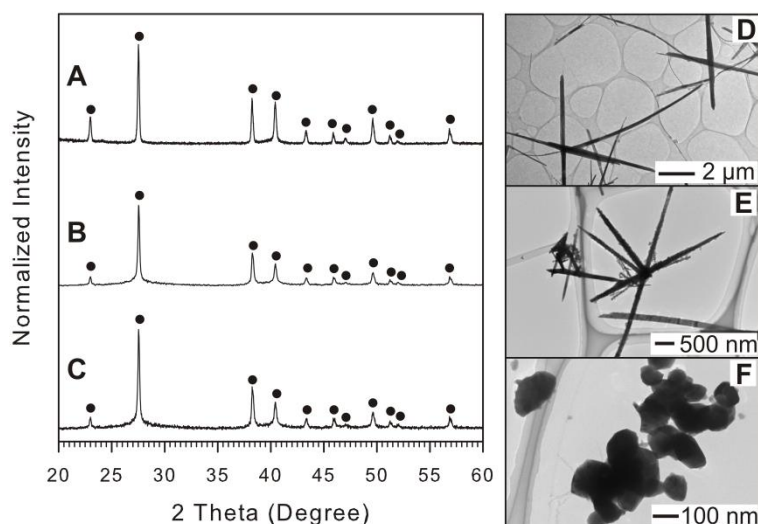 Normalized Intensity
A
B
C
20 25 30 35 40 45 50 55 60
2 Theta (Degree)
D
2 µm
E
500 nm
F
100 nm